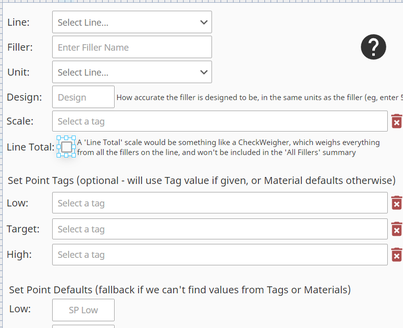 Line: Select Line...
Filler: Enter Filler Name
?
Unit: Select Line...
Design: Design How accurate the filler is designed to be, in the same units as the filler (eg, enter
Scale: Select a tag
Line Total: A 'Line Total' scale would be something like a CheckWeigher, which weighs everything
from all the fillers on the line, and won't be included in the 'All Fillers' summary
Set Point Tags (optional - will use Tag value if given, or Material defaults otherwise)
Low: Select a tag
Target: Select a tag
High: Select a tag
Set Point Defaults (fallback if we can't find values from Tags or Materials)
Low: SP Low